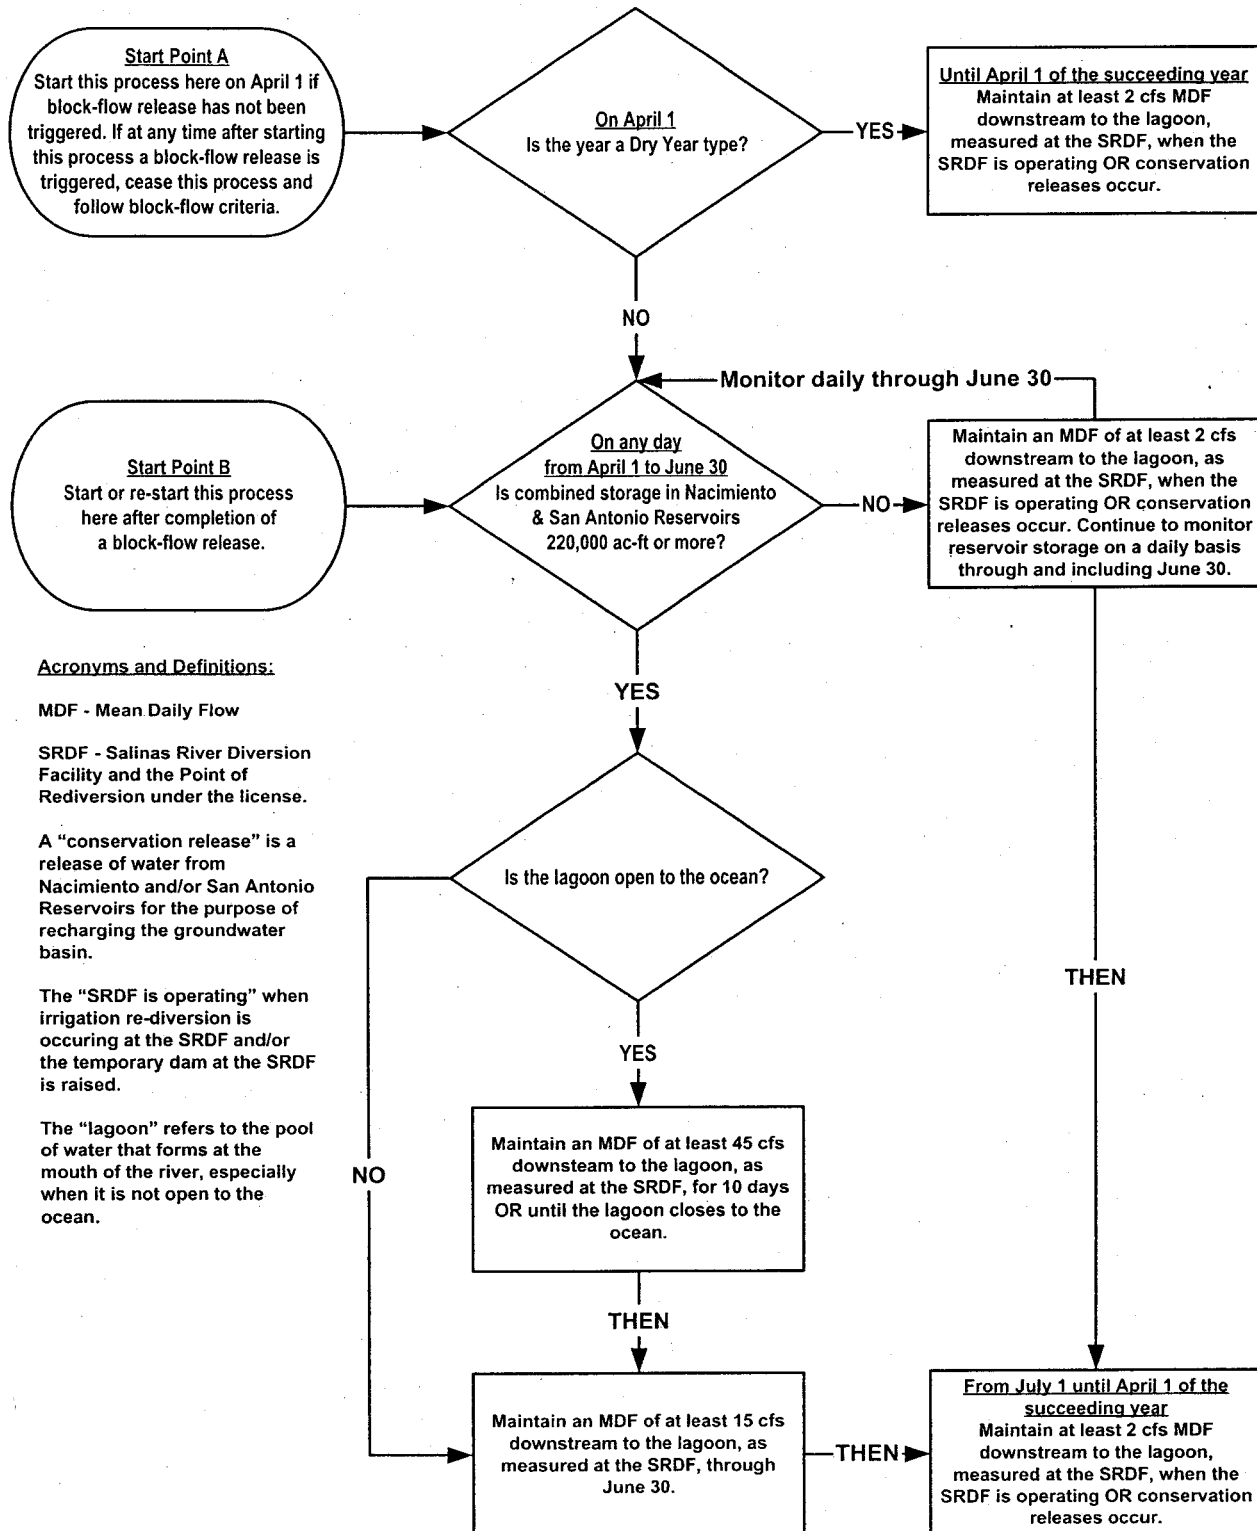 Start Point A
Start this process here on April 1 if
block-flow release has not been
triggered. If at any time after starting
this process a block-flow release is
triggered, cease this process and
follow block-flow criteria.
On April 1
Is the year a Dry Year type?
YES
Until April 1 of the succeeding year
Maintain at least 2 cfs MDF
downstream to the lagoon,
measured at the SRDF, when the
SRDF is operating OR conservation
releases occur.
NO
Monitor daily through June 30
Start Point B
Start or re-start this process
here after completion of
a block-flow release.
On any day
from April 1 to June 30
Is combined storage in Nacimiento
& San Antonio Reservoirs
220,000 ac-ft or more?
NO
Maintain an MDF of at least 2 cfs
downstream to the lagoon, as
measured at the SRDF, when the
SRDF is operating OR conservation
releases occur. Continue to monitor
reservoir storage on a daily basis
through and including June 30.
Acronyms and Definitions:
MDF - Mean Daily Flow
SRDF - Salinas River Diversion
Facility and the Point of
Rediversion under the license.
A “conservation release” is a
release of water from
Nacimiento and/or San Antonio
Reservoirs for the purpose of
recharging the groundwater
basin.
The “SRDF is operating” when
irrigation re-diversion is
occuring at the SRDF and/or
the temporary dam at the SRDF
is raised.
The “lagoon” refers to the pool
of water that forms at the
mouth of the river, especially
when it is not open to the
ocean.
YES
Is the lagoon open to the ocean?
YES
NO
THEN
Maintain an MDF of at least 45 cfs
downsteam to the lagoon, as
measured at the SRDF, for 10 days
OR until the lagoon closes to the
ocean.
THEN
Maintain an MDF of at least 15 cfs
downstream to the lagoon, as
measured at the SRDF, through
June 30.
THEN
From July 1 until April 1 of the
succeeding year
Maintain at least 2 cfs MDF
downstream to the lagoon,
measured at the SRDF, when the
SRDF is operating OR conservation
releases occur.